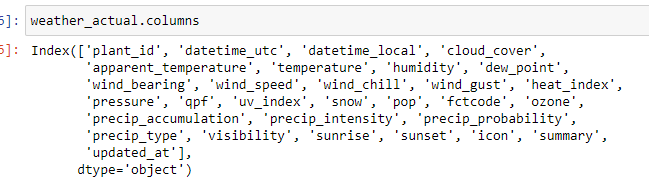 5]: weather_actual.columns
5]: Index(['plant_id', 'datetime_utc', 'datetime_local', 'cloud_cover',
'apparent_temperature', 'temperature', 'humidity', 'dew_point',
'wind_bearing', 'wind_speed', 'wind_chill', 'wind_gust', 'heat_index',
'pressure', 'qpf', 'uv_index', 'snow', 'pop', 'fctcode', 'ozone',
'precip_accumulation', 'precip_intensity', 'precip_probability',
'precip_type', 'visibility', 'sunrise', 'sunset', 'icon', 'summary',
'updated_at'],
dtype='object')